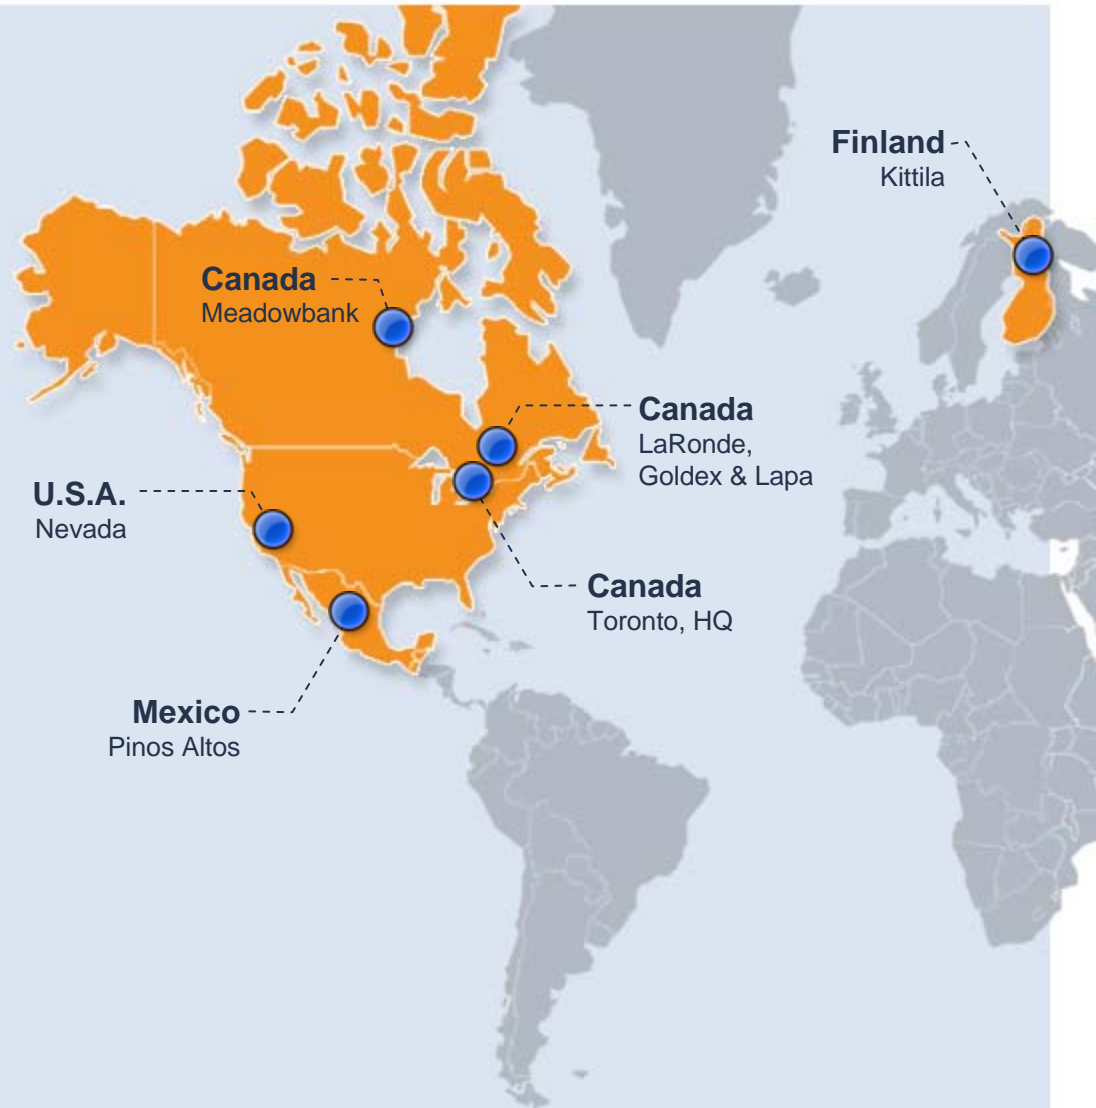 Finland
Kittila
Canada
Meadowbank
Canada
LaRonde,
Goldex & Lapa
U.S.A.
Nevada
Canada
Toronto, HQ
Mexico
Pinos Altos